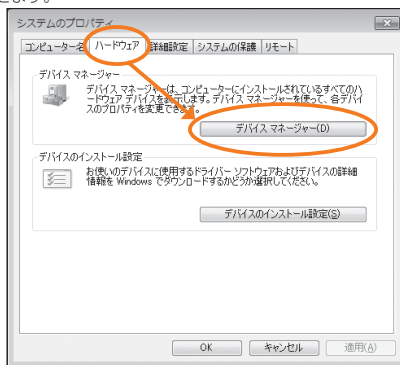 システムのプロパティ
コンピューター名 ハードウェア 詳細設定 システムの保護 リモート
デバイス マネージャー
デバイス マネージャーは、コンピューターにインストールされているすべてのハ
ードウェア デバイスを表示します。デバイス マネージャーを使って、各デバイ
スのプロパティを変更できます。
デバイス マネージャー(D)
デバイスのインストール設定
お使いのデバイスに使用するドライバー ソフトウェアおよびデバイスの詳細
情報を Windows でダウンロードするかどうか選択してください。
デバイスのインストール設定(S)
OK キャンセル 適用(A)